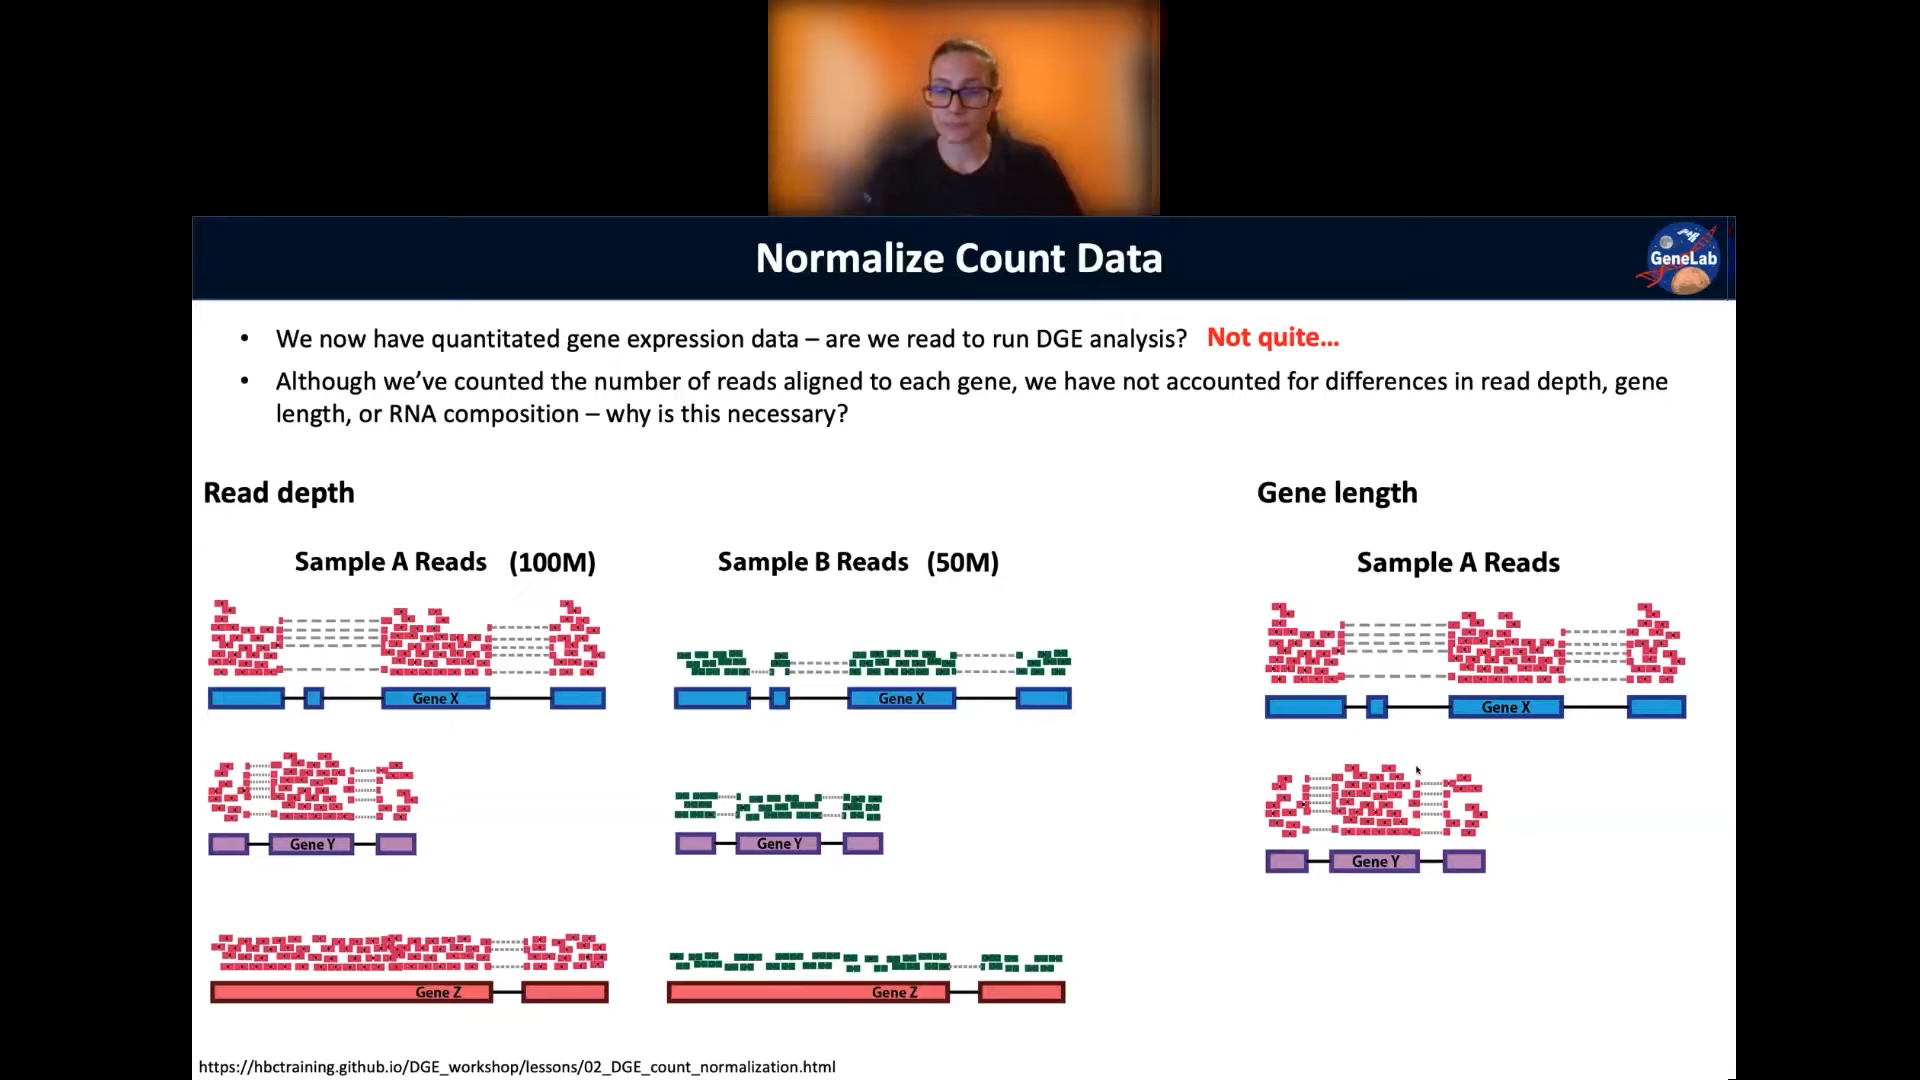 Normalize Count Data
GeneLab
• We now have quantitated gene expression data – are we read to run DGE analysis? Not quite…
• Although we’ve counted the number of reads aligned to each gene, we have not accounted for differences in read depth, gene
length, or RNA composition – why is this necessary?
Read depth
Gene length
Sample A Reads (100M)
Sample B Reads (50M)
Sample A Reads
Gene X
Gene X
Gene X
Gene Y
Gene Y
Gene Y
Gene Z
Gene Z
https://hbctraining.github.io/DGE_workshop/lessons/02_DGE_count_normalization.html